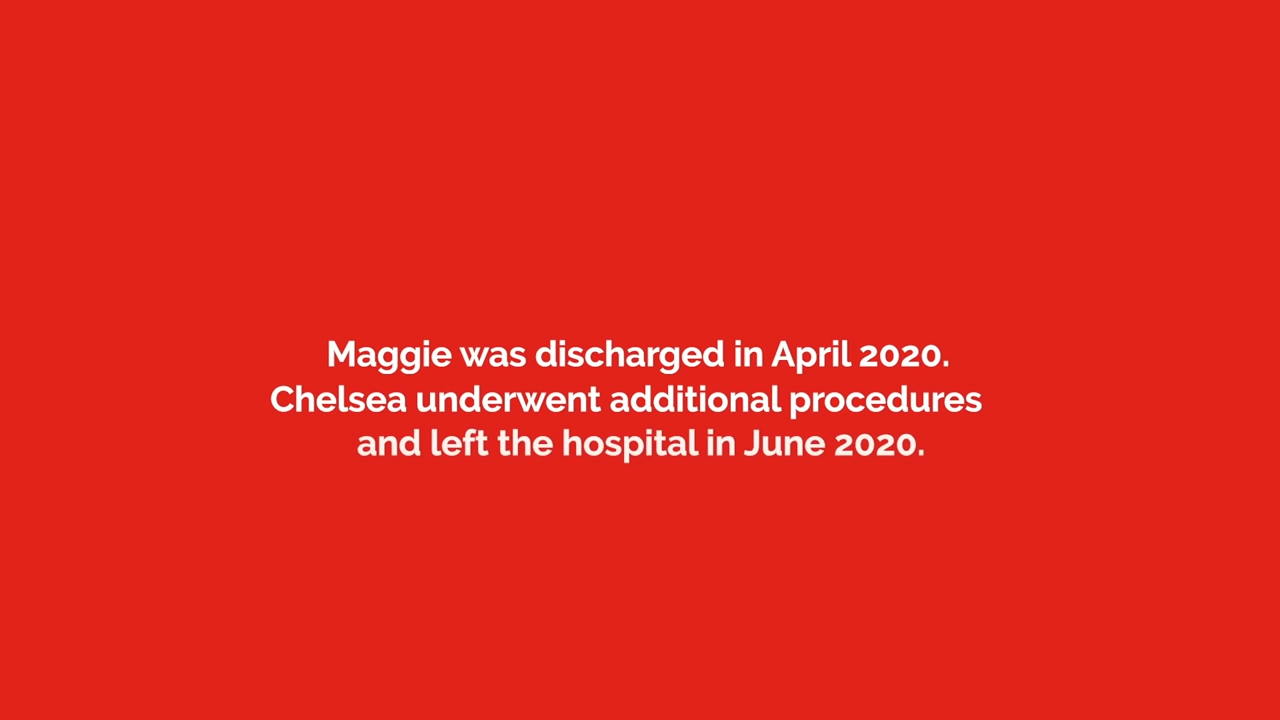 Maggie was discharged in April 2020.
Chelsea underwent additional procedures
and left the hospital in June 2020.